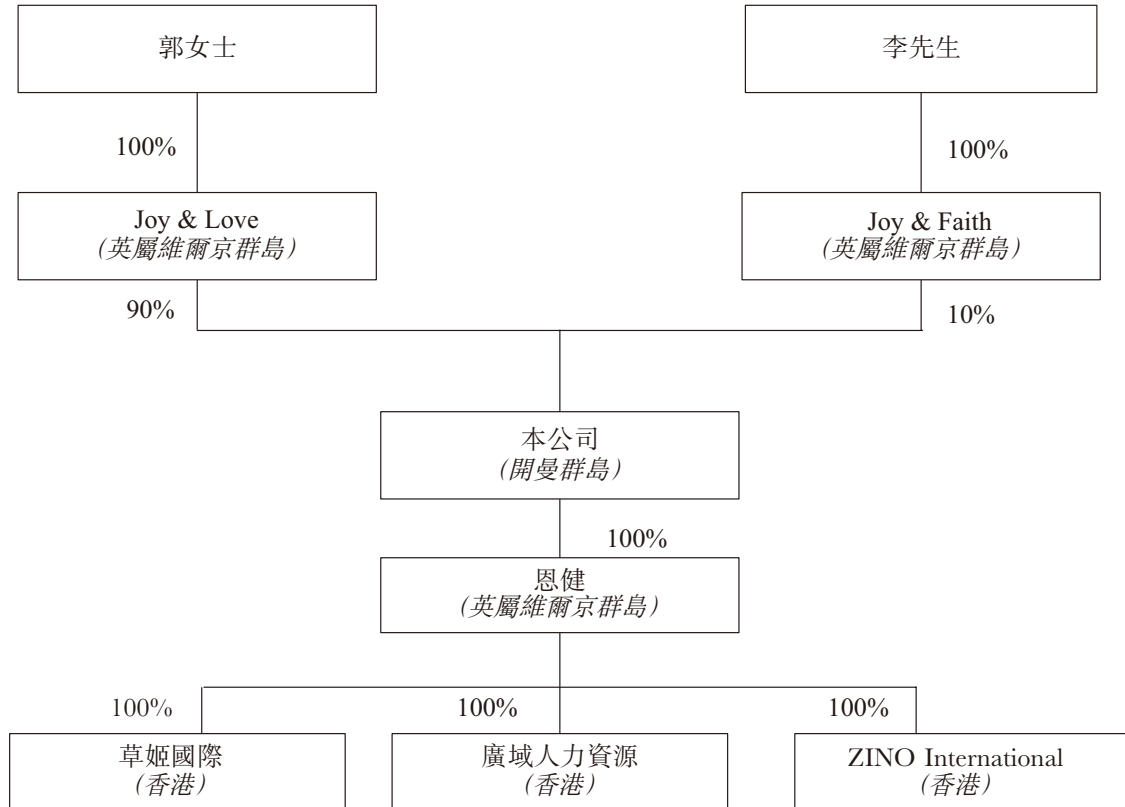 郭女士
李先生
100%
100%
Joy & Love
(英屬維爾京群島)
Joy & Faith
(英屬維爾京群島)
90%
10%
本公司
(開曼群島)
100%
恩健
(英屬維爾京群島)
100%
100%
100%
草姬國際
(香港)
廣域人力資源
(香港)
ZINO International
(香港)